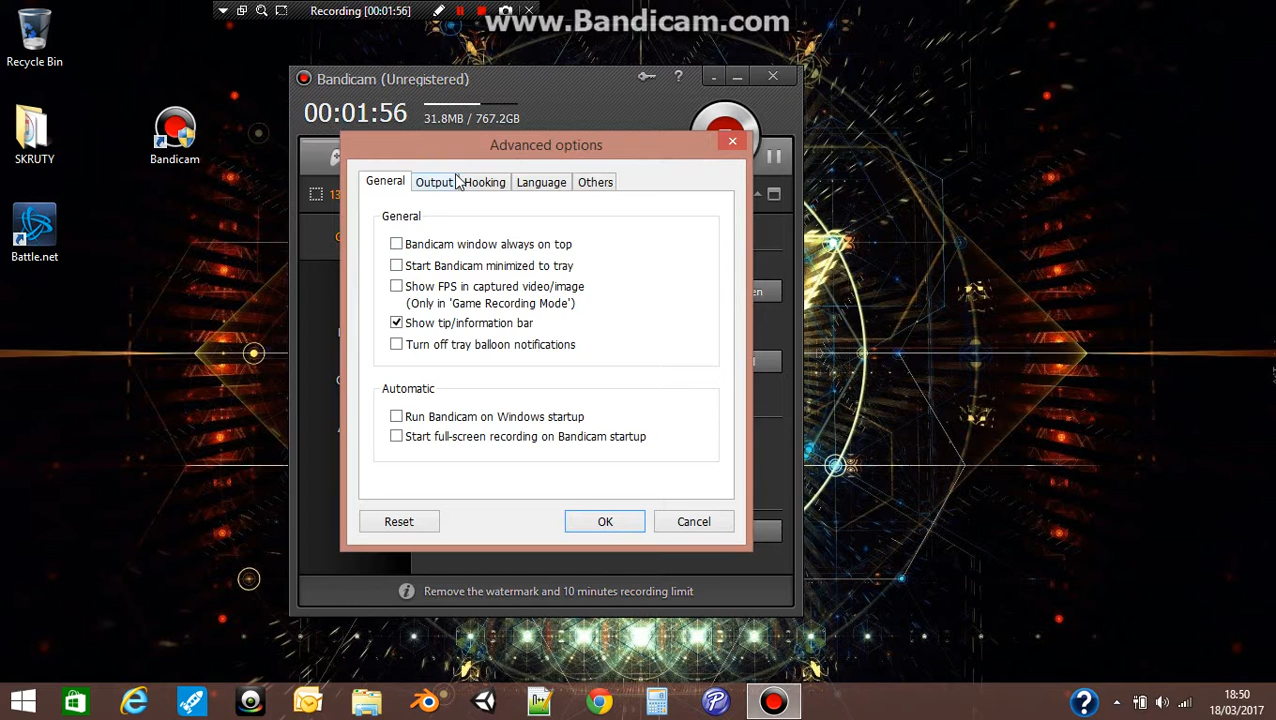 Recording [00:01:56]
www.Bandicam.com
Recycle Bin
SKRUTY
Bandicam
Battle.net
Bandicam (Unregistered)
00:01:56
31.8MB / 767.2GB
Advanced options
General
Output
Hooking
Language
Others
General
Bandicam window always on top
Start Bandicam minimized to tray
Show FPS in captured video/image
(Only in 'Game Recording Mode')
Show tip/information bar
Turn off tray balloon notifications
Automatic
Run Bandicam on Windows startup
Start full-screen recording on Bandicam startup
Reset
OK
Cancel
Remove the watermark and 10 minutes recording limit
18:50
18/03/2017